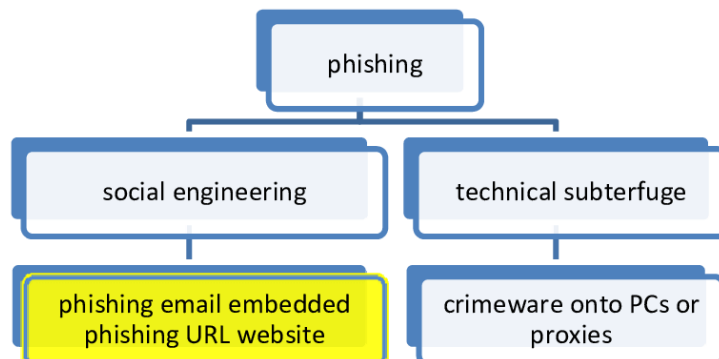 phishing
social engineering
technical subterfuge
phishing email embedded
phishing URL website
crimeware onto PCs or
proxies